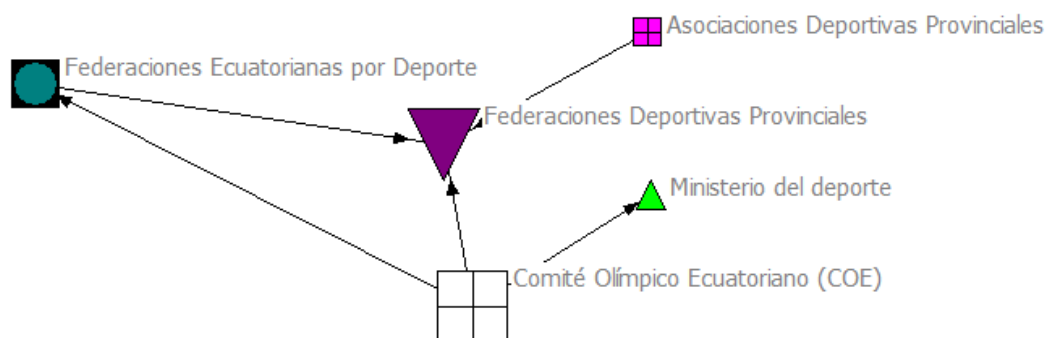 Asociaciones Deportivas Provinciales
Federaciones Ecuatorianas por Deporte
Federaciones Deportivas Provinciales
Ministerio del deporte
Comité Olímpico Ecuatoriano (COE)